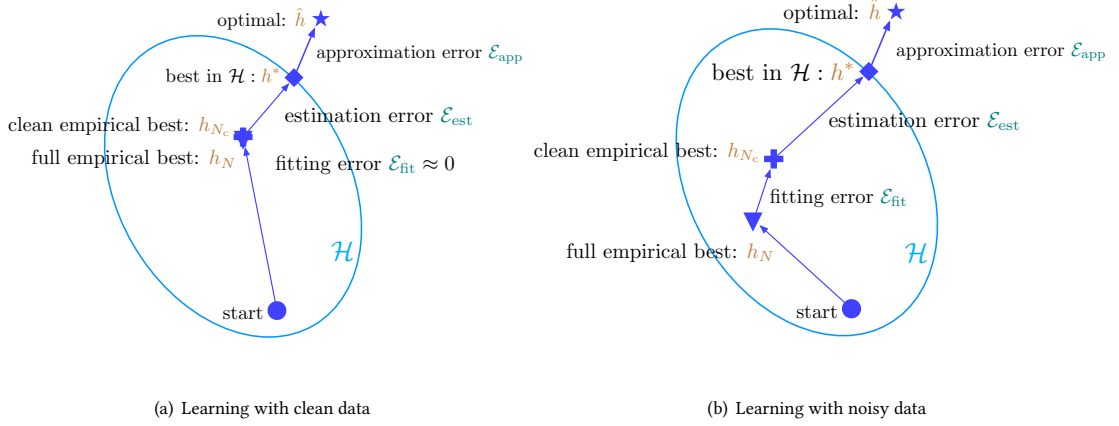 optimal: ĥ
approximation error ℰ_app
best in ℋ : h*
estimation error ℰ_est
clean empirical best: h_{N_c}
full empirical best: h_N
fitting error ℰ_fit ≈ 0
ℋ
start
(a) Learning with clean data
optimal: ĥ
approximation error ℰ_app
best in ℋ : h*
estimation error ℰ_est
clean empirical best: h_{N_c}
fitting error ℰ_fit
full empirical best: h_N
ℋ
start
(b) Learning with noisy data